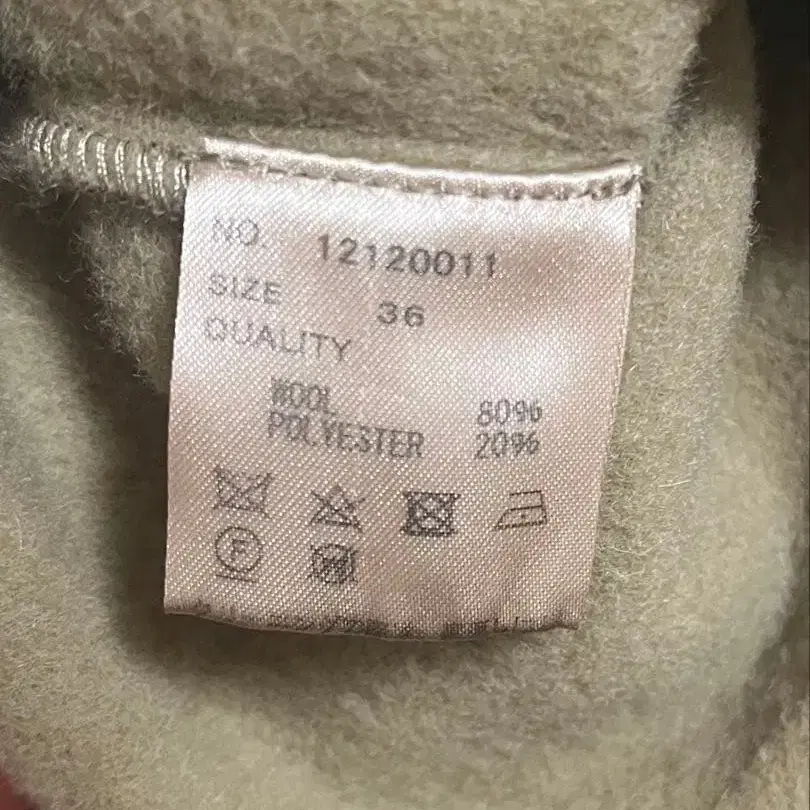 NO. 12120011
SIZE 36
QUALITY
WOOL 80%
POLYESTER 20%
F
W